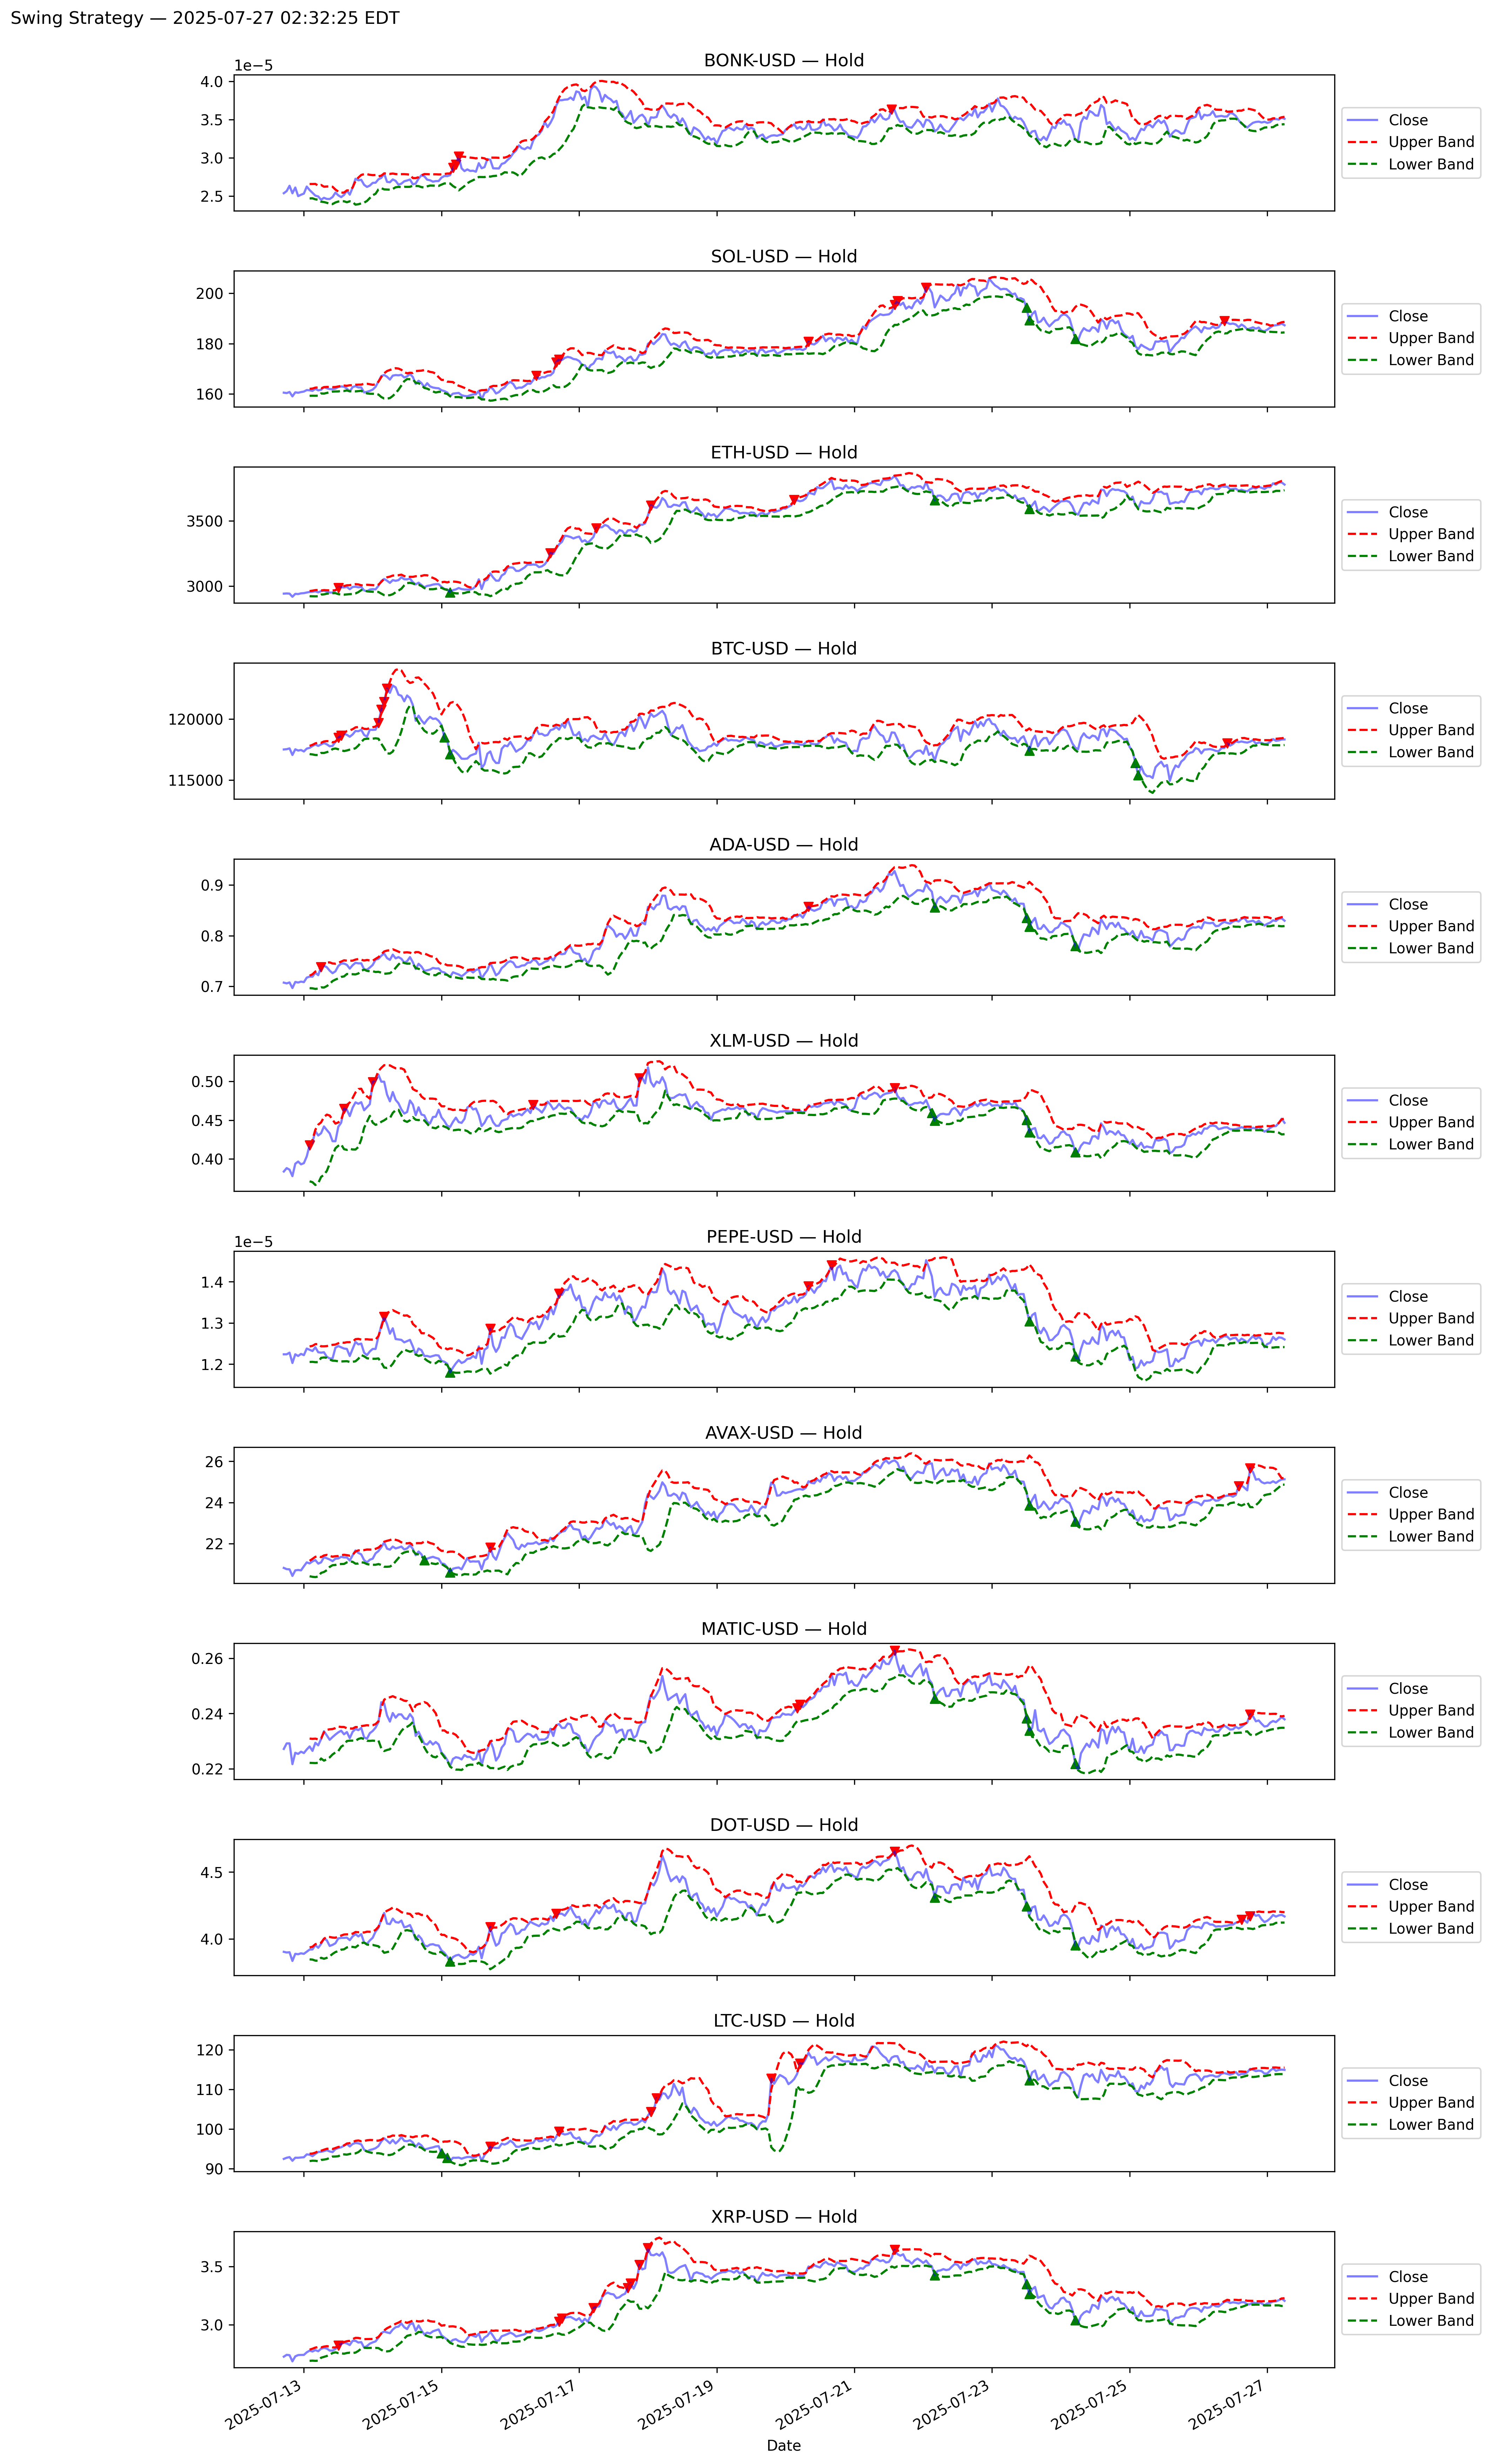 Swing Strategy — 2025-07-27 02:32:25 EDT
BONK-USD — Hold
1e−5
4.0
3.5
3.0
2.5
Close
Upper Band
Lower Band
SOL-USD — Hold
200
180
160
Close
Upper Band
Lower Band
ETH-USD — Hold
3500
3000
Close
Upper Band
Lower Band
BTC-USD — Hold
120000
115000
Close
Upper Band
Lower Band
ADA-USD — Hold
0.9
0.8
0.7
Close
Upper Band
Lower Band
XLM-USD — Hold
0.50
0.45
0.40
Close
Upper Band
Lower Band
PEPE-USD — Hold
1e−5
1.4
1.3
1.2
Close
Upper Band
Lower Band
AVAX-USD — Hold
26
24
22
Close
Upper Band
Lower Band
MATIC-USD — Hold
0.26
0.24
0.22
Close
Upper Band
Lower Band
DOT-USD — Hold
4.5
4.0
Close
Upper Band
Lower Band
LTC-USD — Hold
120
110
100
90
Close
Upper Band
Lower Band
XRP-USD — Hold
3.5
3.0
Close
Upper Band
Lower Band
2025-07-13
2025-07-15
2025-07-17
2025-07-19
2025-07-21
2025-07-23
2025-07-25
2025-07-27
Date